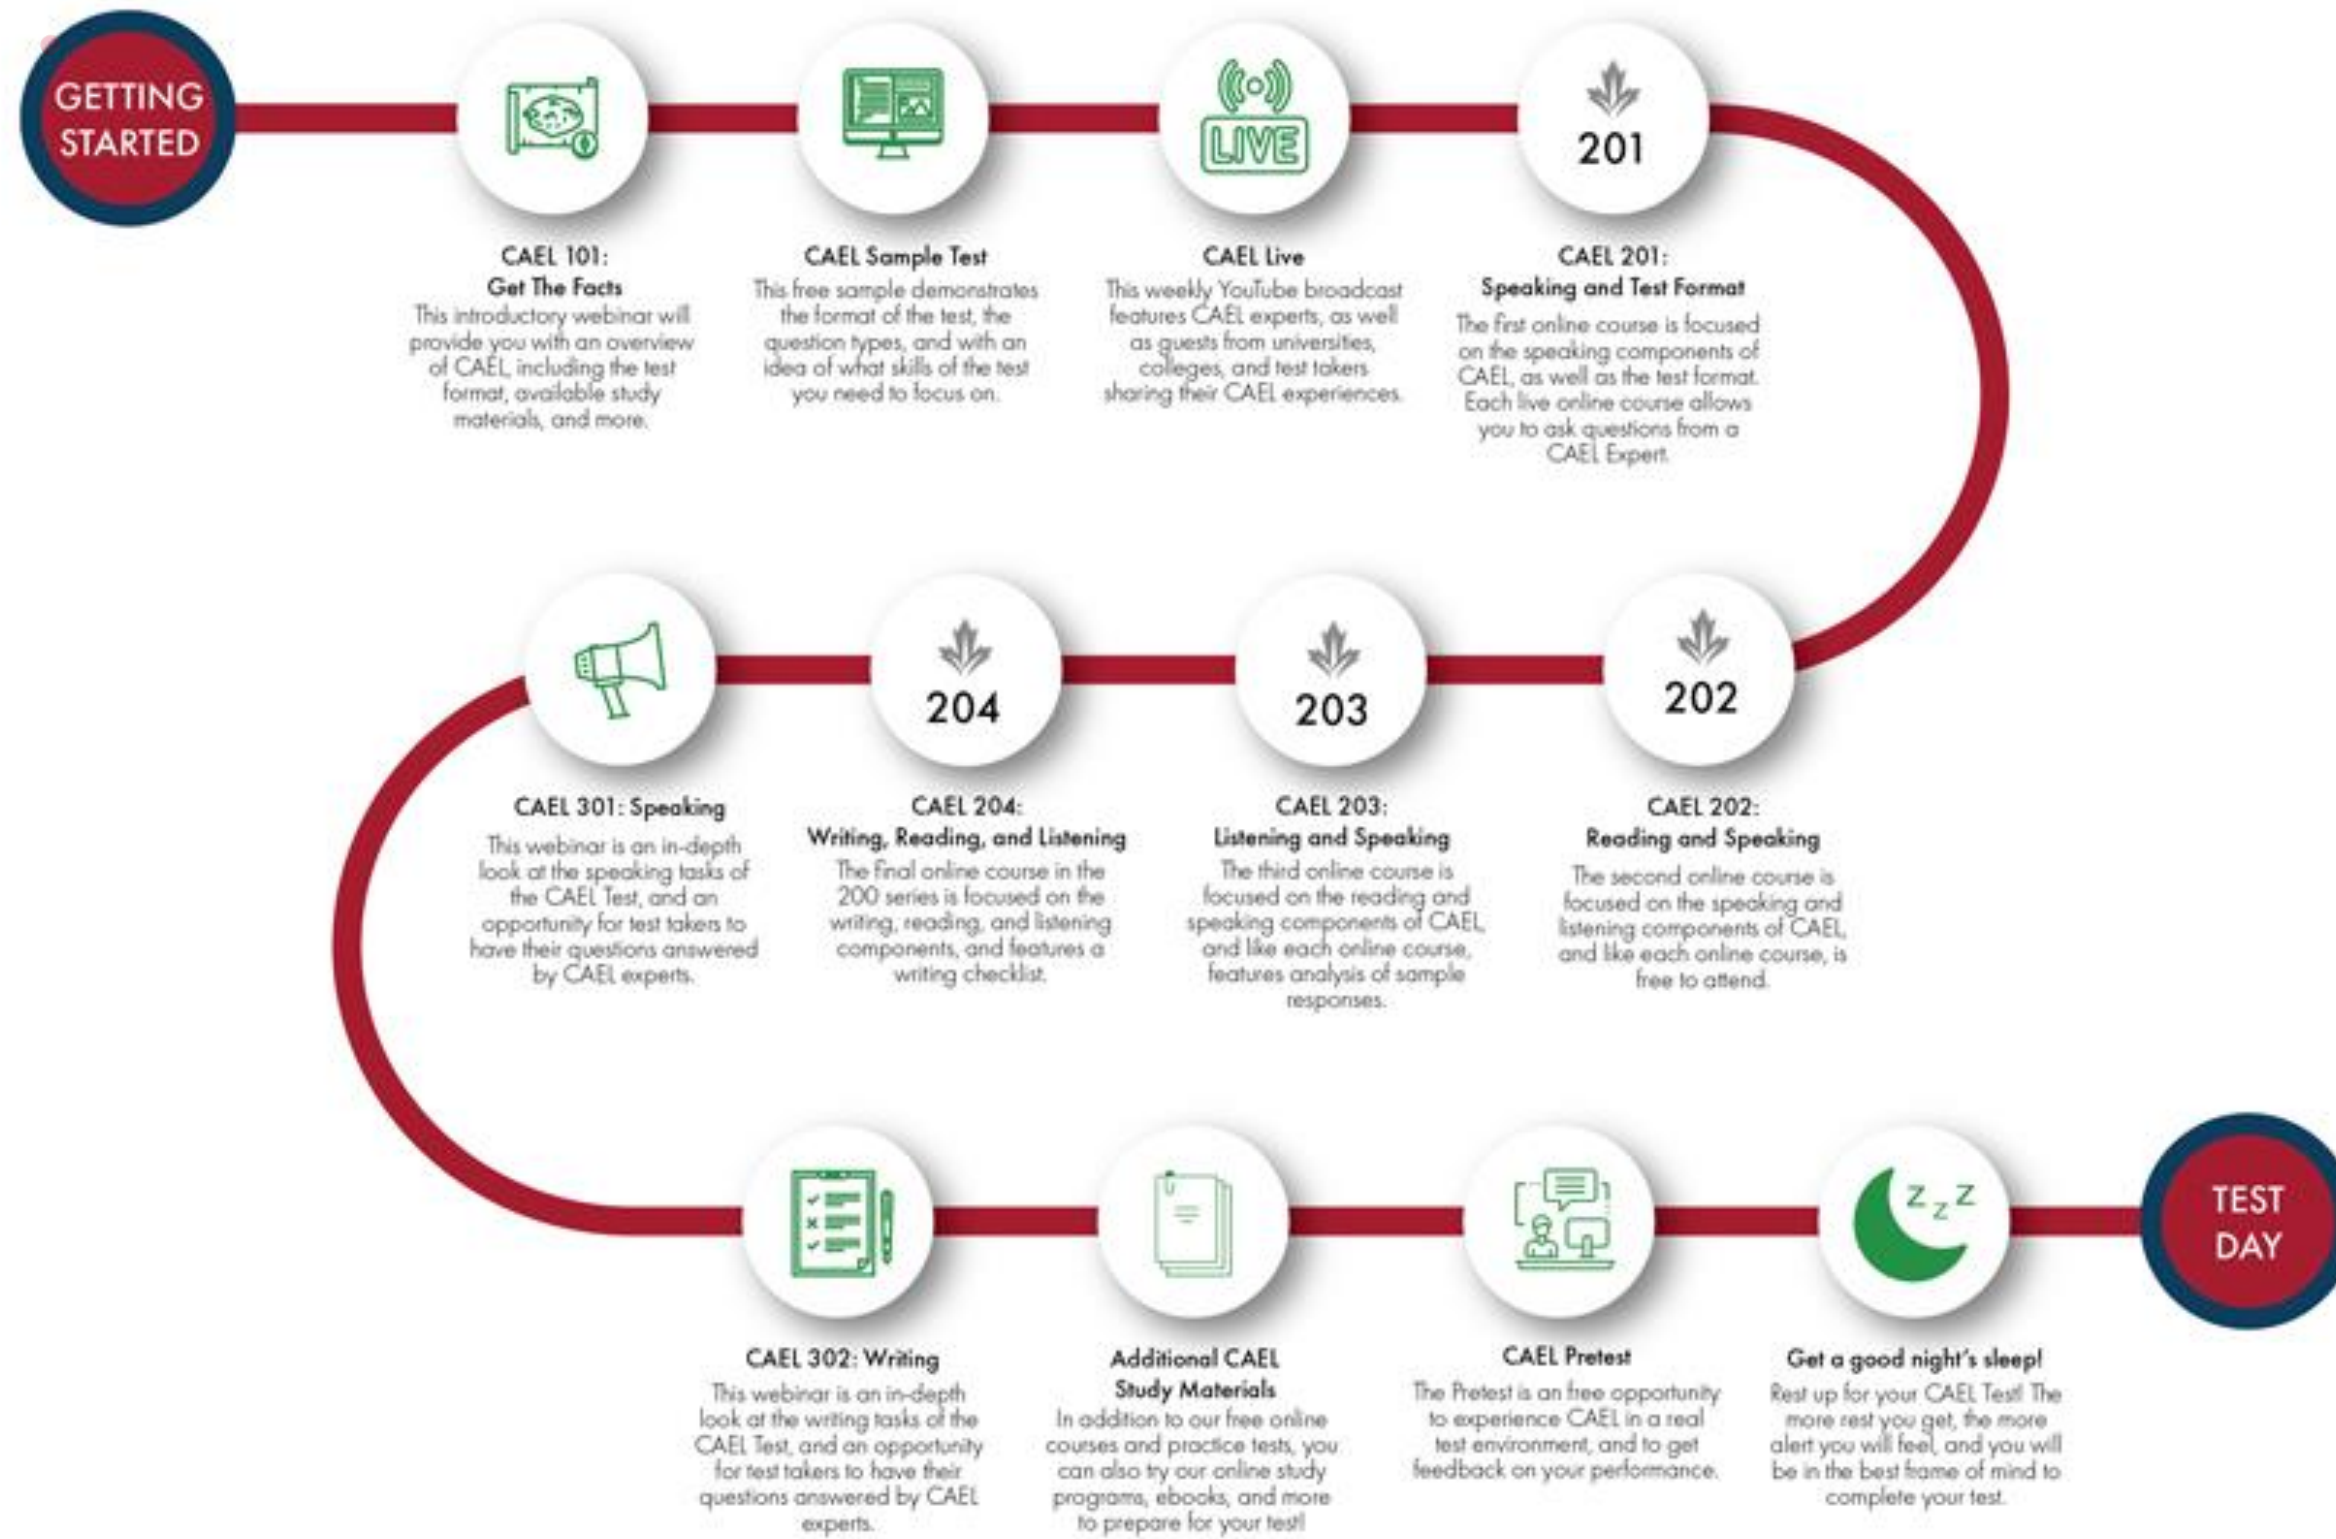 GETTING
STARTED
LIVE
201
CAEL 101:
Get The Facts
This introductory webinar will
provide you with an overview
of CAEL, including the test
format, available study
materials, and more.
CAEL Sample Test
This free sample demonstrates
the format of the test, the
question types, and with an
idea of what skills of the test
you need to focus on.
CAEL Live
This weekly YouTube broadcast
features CAEL experts, as well
as guests from universities,
colleges, and test takers
sharing their CAEL experiences.
CAEL 201:
Speaking and Test Format
The first online course is focused
on the speaking components of
CAEL, as well as the test format.
Each live online course allows
you to ask questions from a
CAEL Expert.
202
203
204
CAEL 202:
Reading and Speaking
The second online course is
focused on the speaking and
listening components of CAEL,
and like each online course, is
free to attend.
CAEL 203:
Listening and Speaking
The third online course is
focused on the reading and
speaking components of CAEL,
and like each online course,
features analysis of sample
responses.
CAEL 204:
Writing, Reading, and Listening
The final online course in the
200 series is focused on the
writing, reading, and listening
components, and features a
writing checklist.
CAEL 301: Speaking
This webinar is an in-depth
look at the speaking tasks of
the CAEL Test, and an
opportunity for test takers to
have their questions answered
by CAEL experts.
CAEL 302: Writing
This webinar is an in-depth
look at the writing tasks of the
CAEL Test, and an opportunity
for test takers to have their
questions answered by CAEL
experts.
Additional CAEL
Study Materials
In addition to our free online
courses and practice tests, you
can also try our online study
programs, ebooks, and more
to prepare for your test!
CAEL Pretest
The Pretest is an free opportunity
to experience CAEL in a real
test environment, and to get
feedback on your performance.
z z z
Get a good night's sleep!
Rest up for your CAEL Test! The
more rest you get, the more
alert you will feel, and you will
be in the best frame of mind to
complete your test.
TEST
DAY